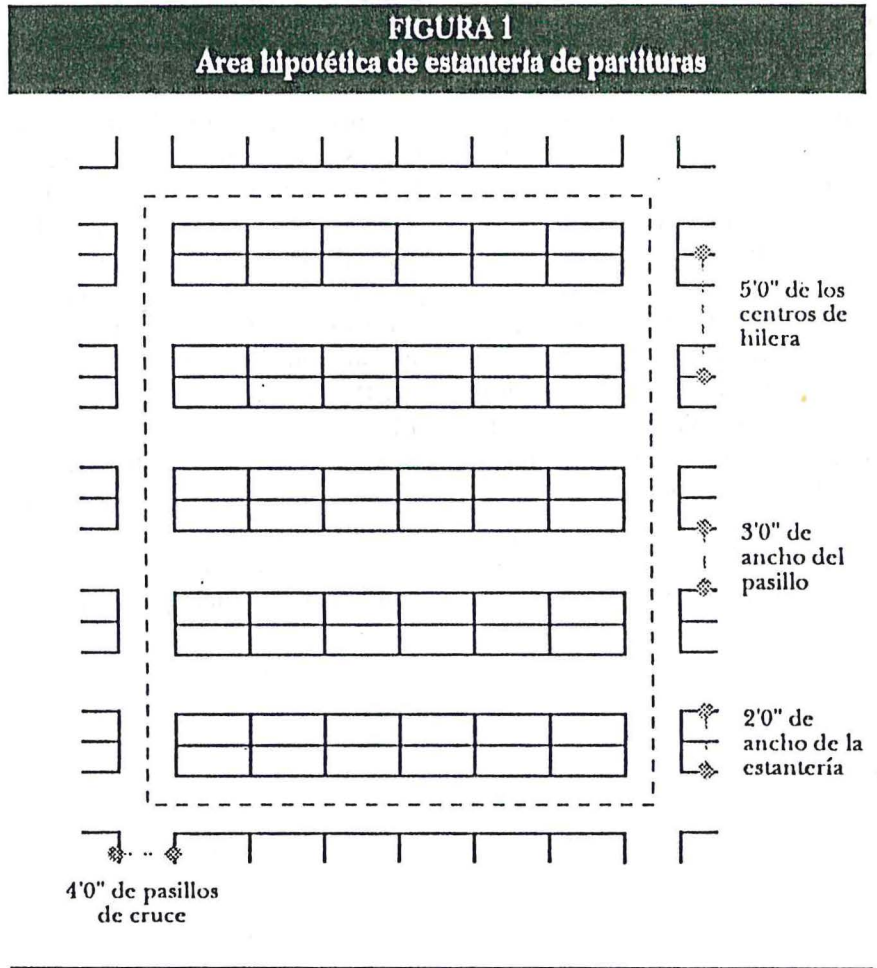 FIGURA 1
Area hipotética de estantería de partituras
5'0" de los
centros de
hilera
3'0" de
ancho del
pasillo
2'0" de
ancho de la
estantería
4'0" de pasillos
de cruce